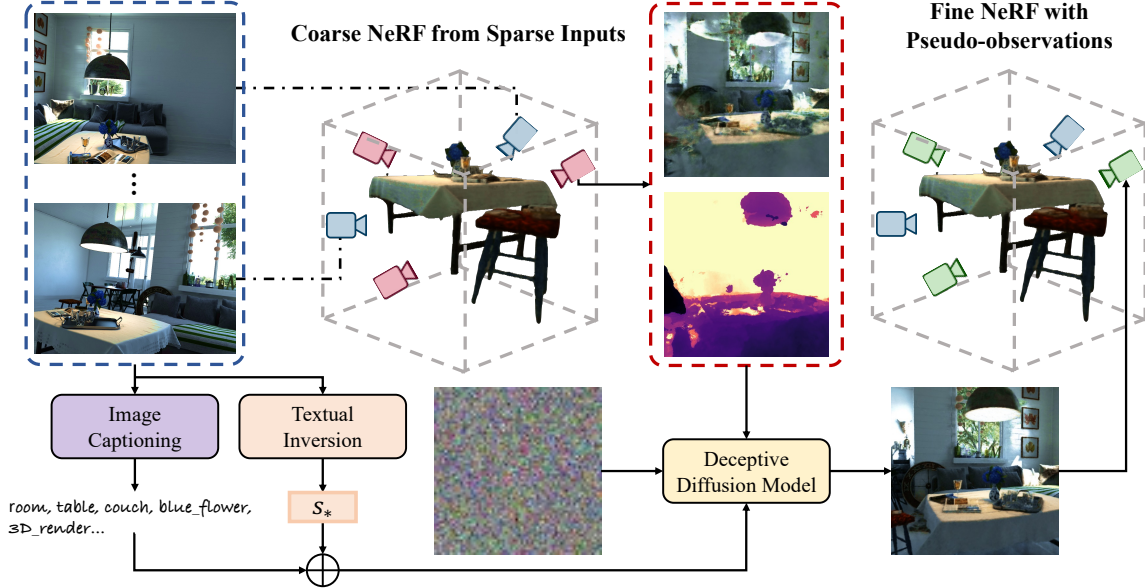 Coarse NeRF from Sparse Inputs
Fine NeRF with
Pseudo-observations
Image
Captioning
Textual
Inversion
Deceptive
Diffusion Model
room, table, couch, blue_flower,
3D_render...
S*